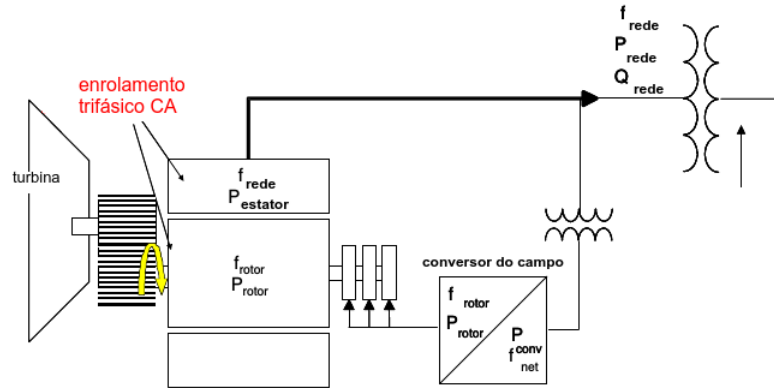 f rede
P rede
Q rede
enrolamento
trifásico CA
turbina
f rede
P estator
f rotor
P rotor
conversor do campo
f rotor
P rotor
P conv
f net